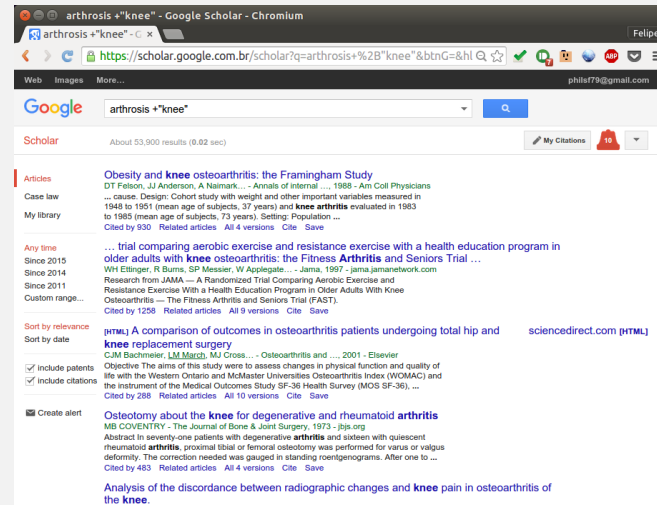 arthrosis +"knee" - Google Scholar - Chromium
arthrosis +"knee" - G
Felipe
https://scholar.google.com.br/scholar?q=arthrosis+%2B"knee"&btnG=&hl
ABP
Web Images More...
philsf79@gmail.com
Google
arthrosis +"knee"
Scholar
About 53,900 results (0.02 sec)
My Citations
10
Articles
Case law
My library
Any time
Since 2015
Since 2014
Since 2011
Custom range...
Sort by relevance
Sort by date
include patents
include citations
Create alert
Obesity and knee osteoarthritis: the Framingham Study
DT Felson, JJ Anderson, A Naimark... - Annals of internal ..., 1988 - Am Coll Physicians
... cause. Design: Cohort study with weight and other important variables measured in
1948 to 1951 (mean age of subjects, 37 years) and knee arthritis evaluated in 1983
to 1985 (mean age of subjects, 73 years). Setting: Population ...
Cited by 930 Related articles All 4 versions Cite Save
... trial comparing aerobic exercise and resistance exercise with a health education program in
older adults with knee osteoarthritis: the Fitness Arthritis and Seniors Trial ...
WH Ettinger, R Burns, SP Messier, W Applegate... - Jama, 1997 - jama.jamanetwork.com
Research from JAMA — A Randomized Trial Comparing Aerobic Exercise and
Resistance Exercise With a Health Education Program in Older Adults With Knee
Osteoarthritis — The Fitness Arthritis and Seniors Trial (FAST).
Cited by 1258 Related articles All 9 versions Cite Save
[HTML] A comparison of outcomes in osteoarthritis patients undergoing total hip and
knee replacement surgery
sciencedirect.com [HTML]
CJM Bachmeier, LM March, MJ Cross... - Osteoarthritis and ..., 2001 - Elsevier
Objective The aims of this study were to assess changes in physical function and quality of
life with the Western Ontario and McMaster Universities Osteoarthritis Index (WOMAC) and
the instrument of the Medical Outcomes Study SF-36 Health Survey (MOS SF-36), ...
Cited by 288 Related articles All 10 versions Cite Save
Osteotomy about the knee for degenerative and rheumatoid arthritis
MB COVENTRY - The Journal of Bone & Joint Surgery, 1973 - jbjs.org
Abstract In seventy-one patients with degenerative arthritis and sixteen with quiescent
rheumatoid arthritis, proximal tibial or femoral osteotomy was performed for varus or valgus
deformity. The correction needed was gauged in standing roentgenograms. After one to ...
Cited by 483 Related articles All 4 versions Cite Save
Analysis of the discordance between radiographic changes and knee pain in osteoarthritis of
the knee.